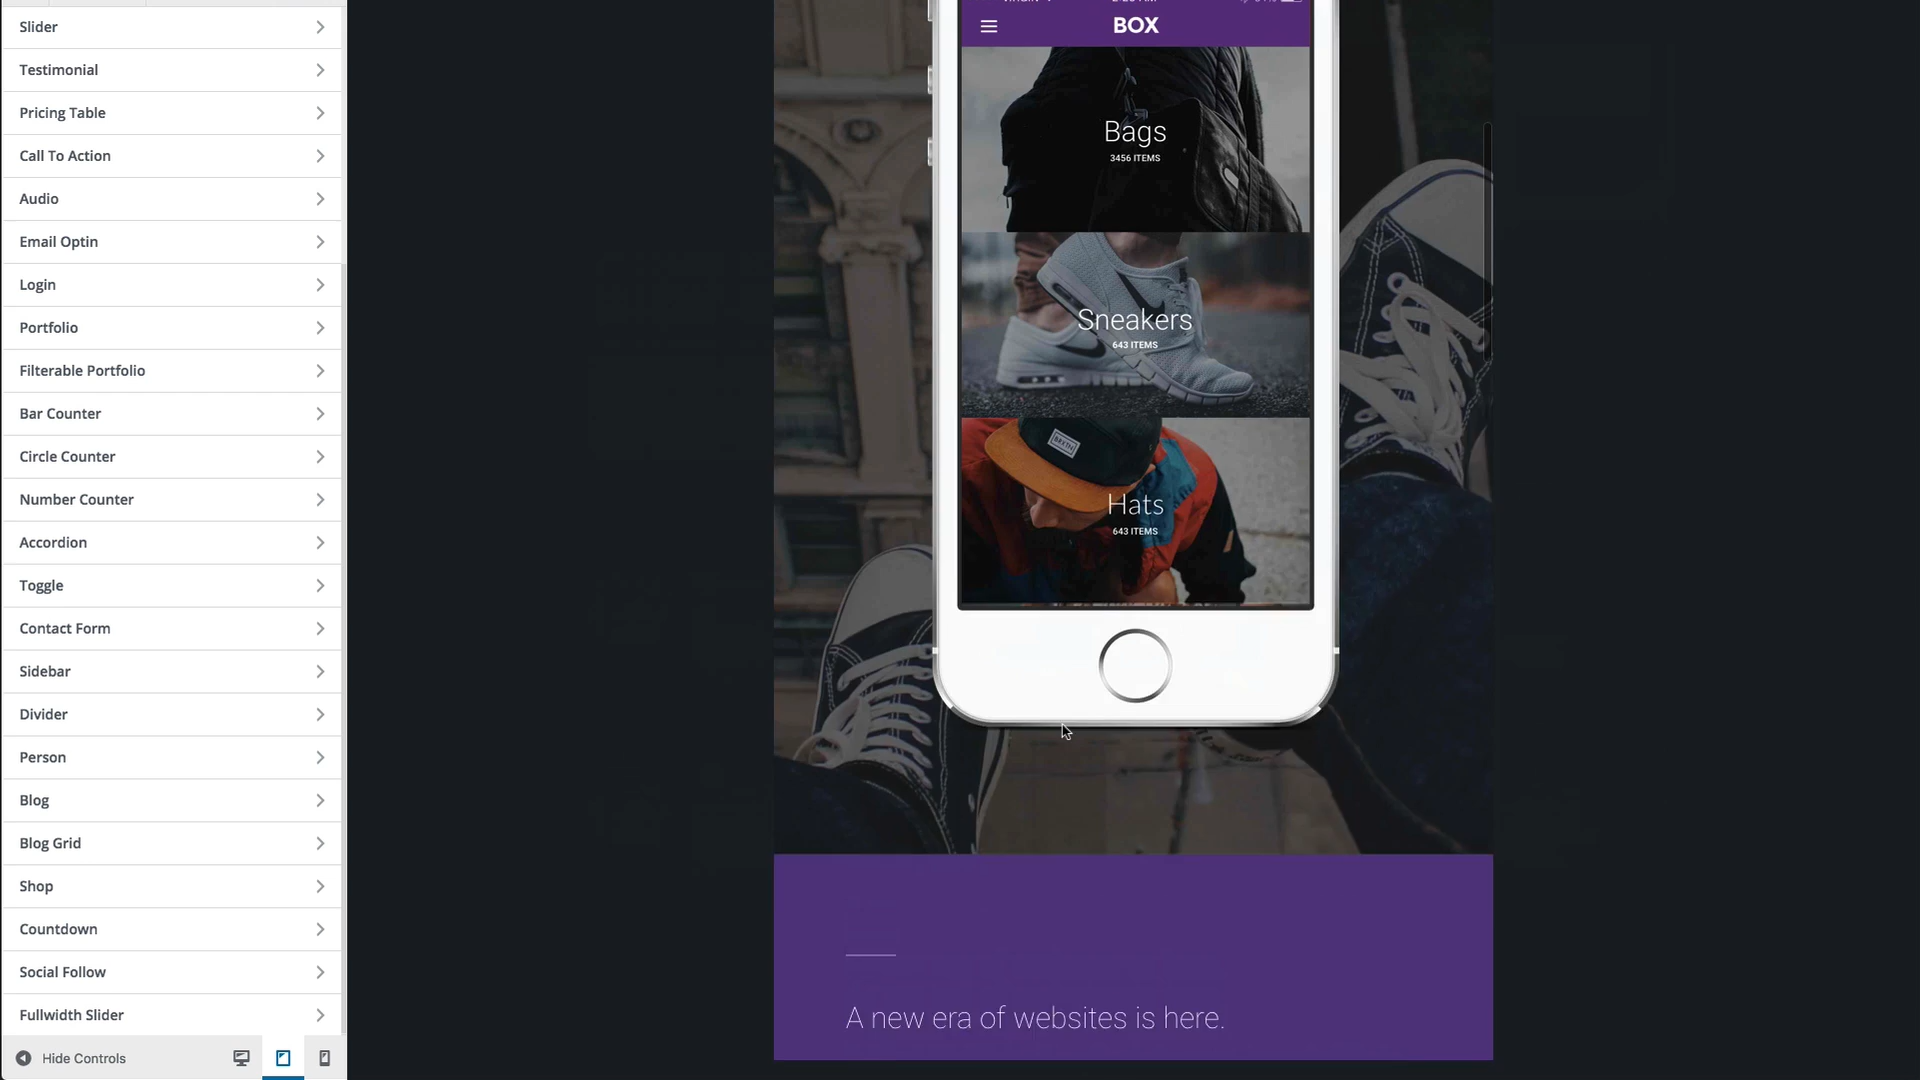 Slider
Testimonial
Pricing Table
Call To Action
Audio
Email Optin
Login
Portfolio
Filterable Portfolio
Bar Counter
Circle Counter
Number Counter
Accordion
Toggle
Contact Form
Sidebar
Divider
Person
Blog
Blog Grid
Shop
Countdown
Social Follow
Fullwidth Slider
Hide Controls
BOX
Bags
3456 ITEMS
Sneakers
643 ITEMS
Hats
643 ITEMS
A new era of websites is here.